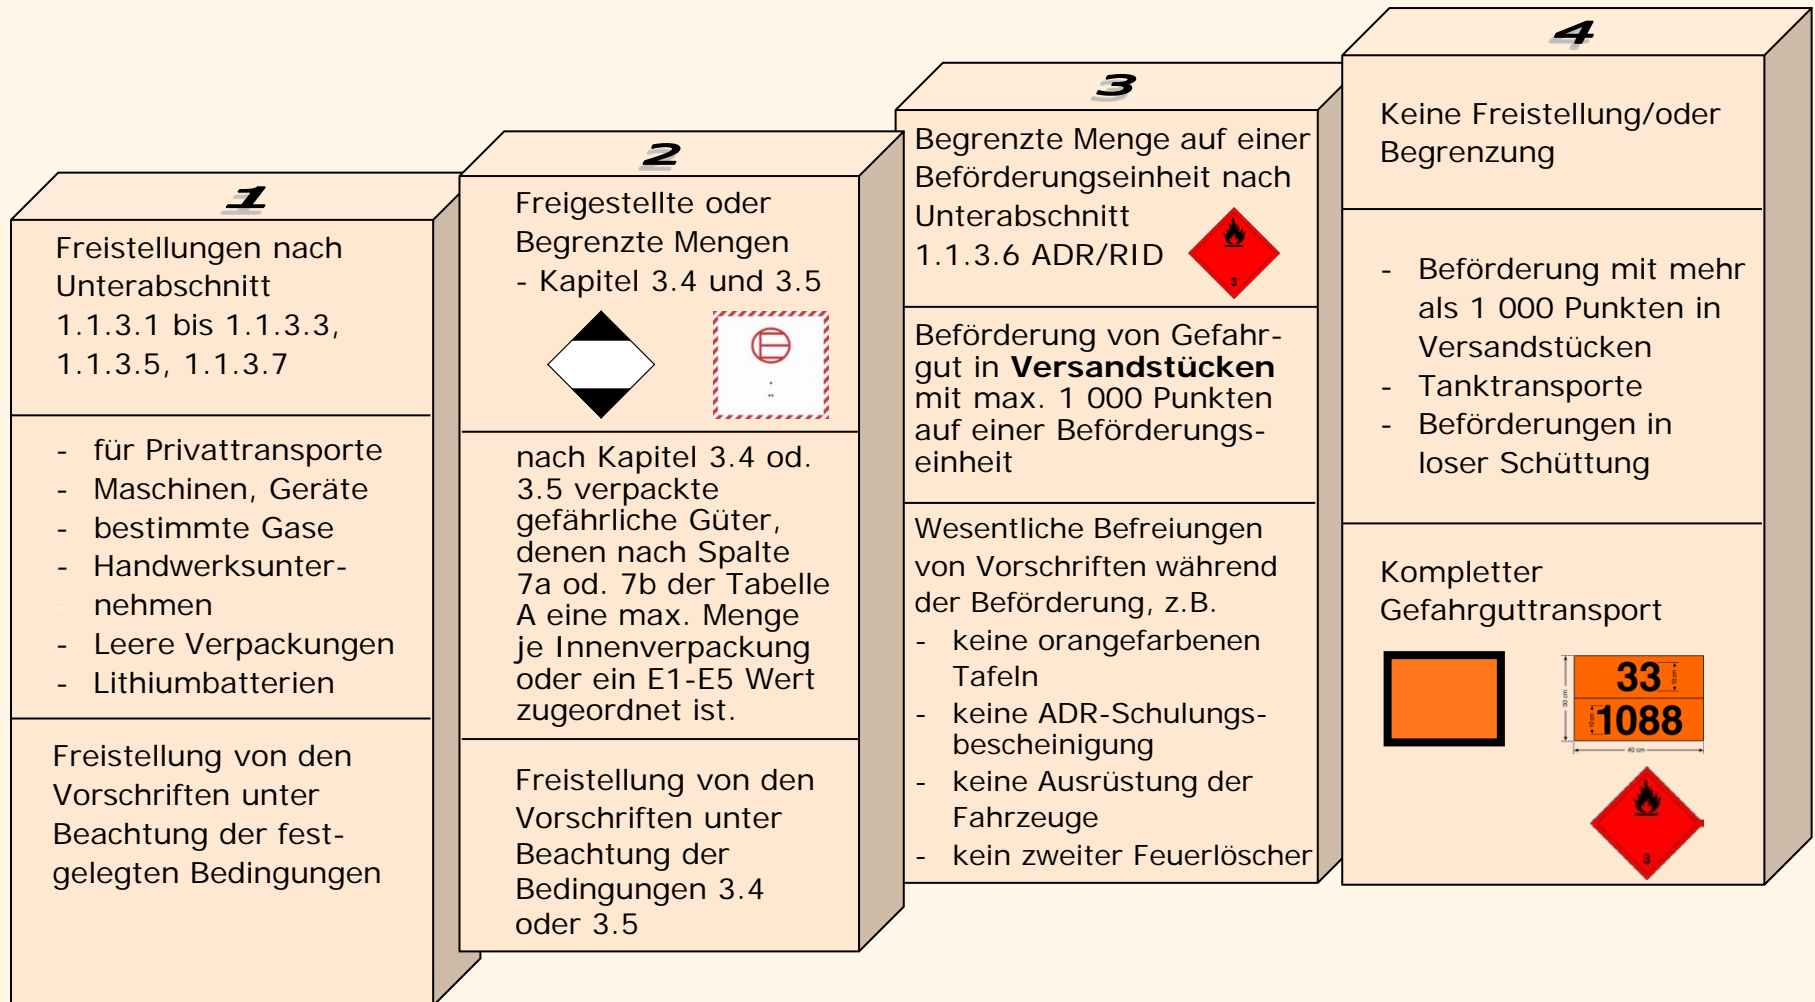 1
Freistellungen nach
Unterabschnitt
1.1.3.1 bis 1.1.3.3,
1.1.3.5, 1.1.3.7
- für Privattransporte
- Maschinen, Geräte
- bestimmte Gase
- Handwerksunter-
- nehmen
- Leere Verpackungen
- Lithiumbatterien
Freistellung von den
Vorschriften unter
Beachtung der fest-
gelegten Bedingungen
2
Freigestellte oder
Begrenzte Mengen
- Kapitel 3.4 und 3.5
*
**
nach Kapitel 3.4 od.
3.5 verpackte
gefährliche Güter,
denen nach Spalte
7a od. 7b der Tabelle
A eine max. Menge
je Innenverpackung
oder ein E1-E5 Wert
zugeordnet ist.
Freistellung von den
Vorschriften unter
Beachtung der
Bedingungen 3.4
oder 3.5
3
Begrenzte Menge auf einer
Beförderungseinheit nach
Unterabschnitt
1.1.3.6 ADR/RID
3
Beförderung von Gefahr-
gut in Versandstücken
mit max. 1 000 Punkten
auf einer Beförderungs-
einheit
Wesentliche Befreiungen
von Vorschriften während
der Beförderung, z.B.
- keine orangefarbenen
Tafeln
- keine ADR-Schulungs-
bescheinigung
- keine Ausrüstung der
Fahrzeuge
- kein zweiter Feuerlöscher
4
Keine Freistellung/oder
Begrenzung
- Beförderung mit mehr
als 1 000 Punkten in
Versandstücken
- Tanktransporte
- Beförderungen in
loser Schüttung
Kompletter
Gefahrguttransport
33
10 cm
30 cm
10 cm
1088
40 cm
3